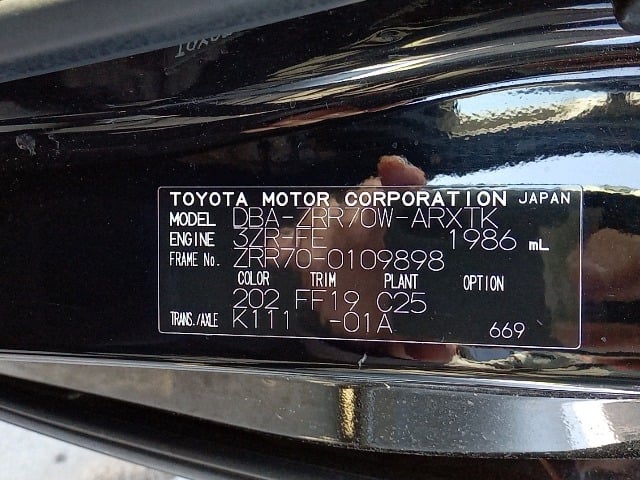 TOYOTA MOTOR CORPORATION JAPAN
MODEL DBA-ZRR70W-ARXTK
ENGINE 3ZR-FE 1986 mL
FRAME No. ZRR70-0109898
COLOR TRIM PLANT OPTION
202 FF19 C25
TRANS./AXLE K111 -01A 669